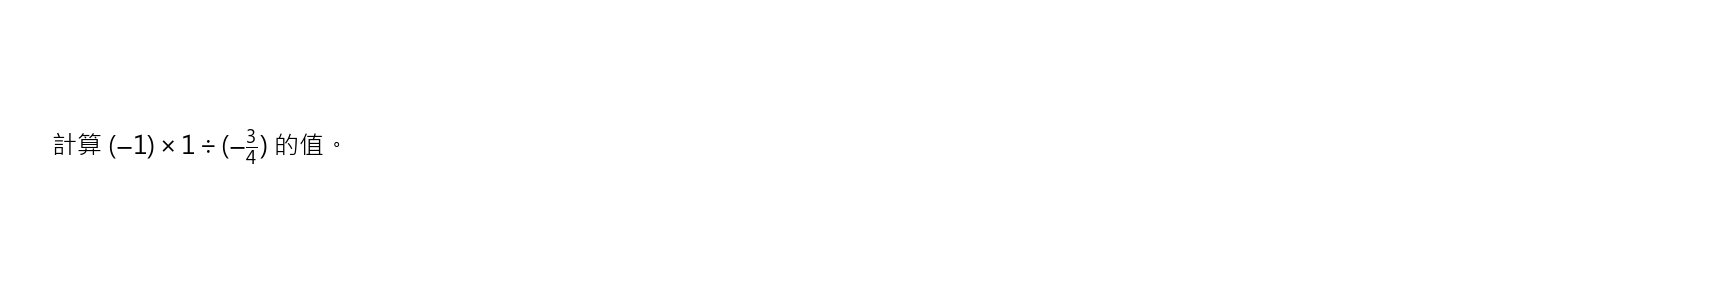 計算 (−1) × 1 ÷ (−3/4) 的值。